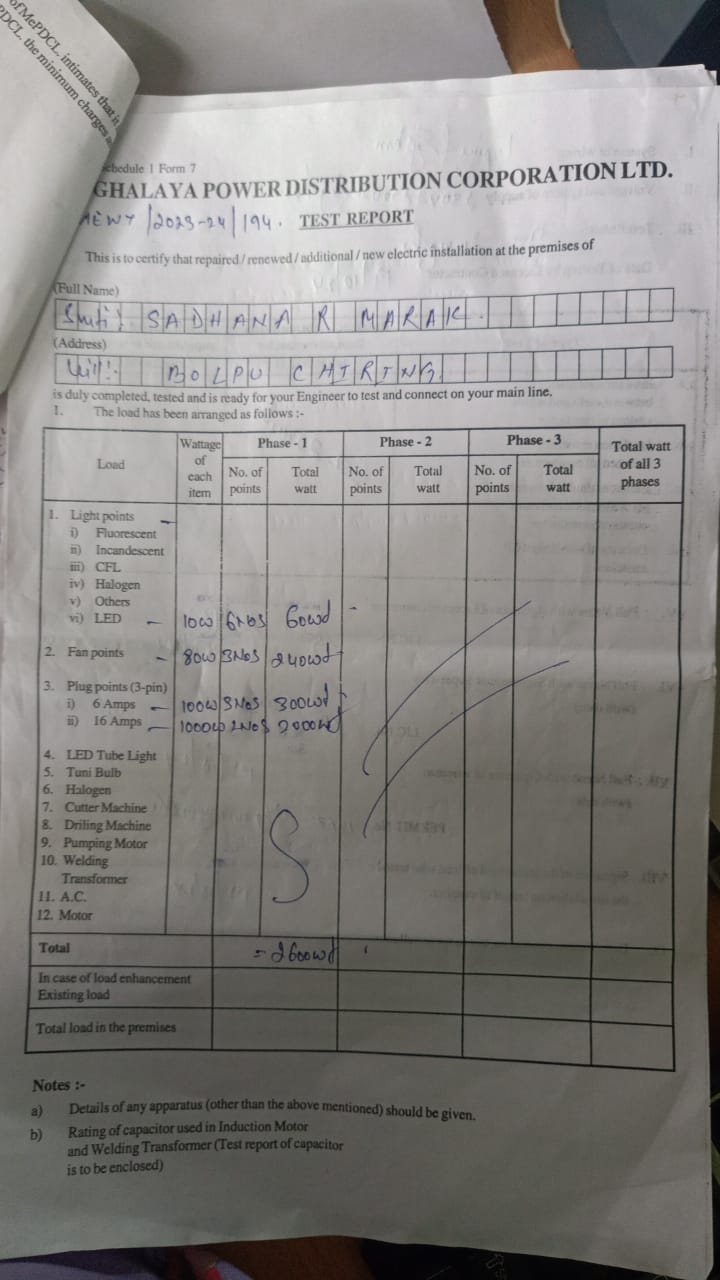 of MePDCL, intimates that it
PDCL. the minimum charges
chedule 1 Form 7
GHALAYA POWER DISTRIBUTION CORPORATION LTD.
/2023-24/194. TEST REPORT
This is to certify that repaired / renewed / additional / new electric installation at the premises of
(Full Name)
Smti: SADHANA R MARAK.
(Address)
Vill:- BOLPU CHIRING
is duly completed, tested and is ready for your Engineer to test and connect on your main line.
1. The load has been arranged as follows :-
Load
Wattage of each item
Phase - 1
Phase - 2
Phase - 3
Total watt of all 3 phases
No. of points
Total watt
No. of points
Total watt
No. of points
Total watt
1. Light points -
i) Fluorescent
ii) Incandescent
iii) CFL
iv) Halogen
v) Others
vi) LED - 10W 6NOS 60wd -
2. Fan points - 80W 3NOS 240wd
3. Plug points (3-pin)
i) 6 Amps - 100W 3NOS 300wd
ii) 16 Amps - 1000W 2NOS 2000wd
4. LED Tube Light
5. Tuni Bulb
6. Halogen
7. Cutter Machine
8. Driling Machine
9. Pumping Motor
10. Welding
Transformer
11. A.C.
12. Motor
Total = 2600wd
In case of load enhancement
Existing load
Total load in the premises
Notes :-
a) Details of any apparatus (other than the above mentioned) should be given.
b) Rating of capacitor used in Induction Motor
and Welding Transformer (Test report of capacitor
is to be enclosed)